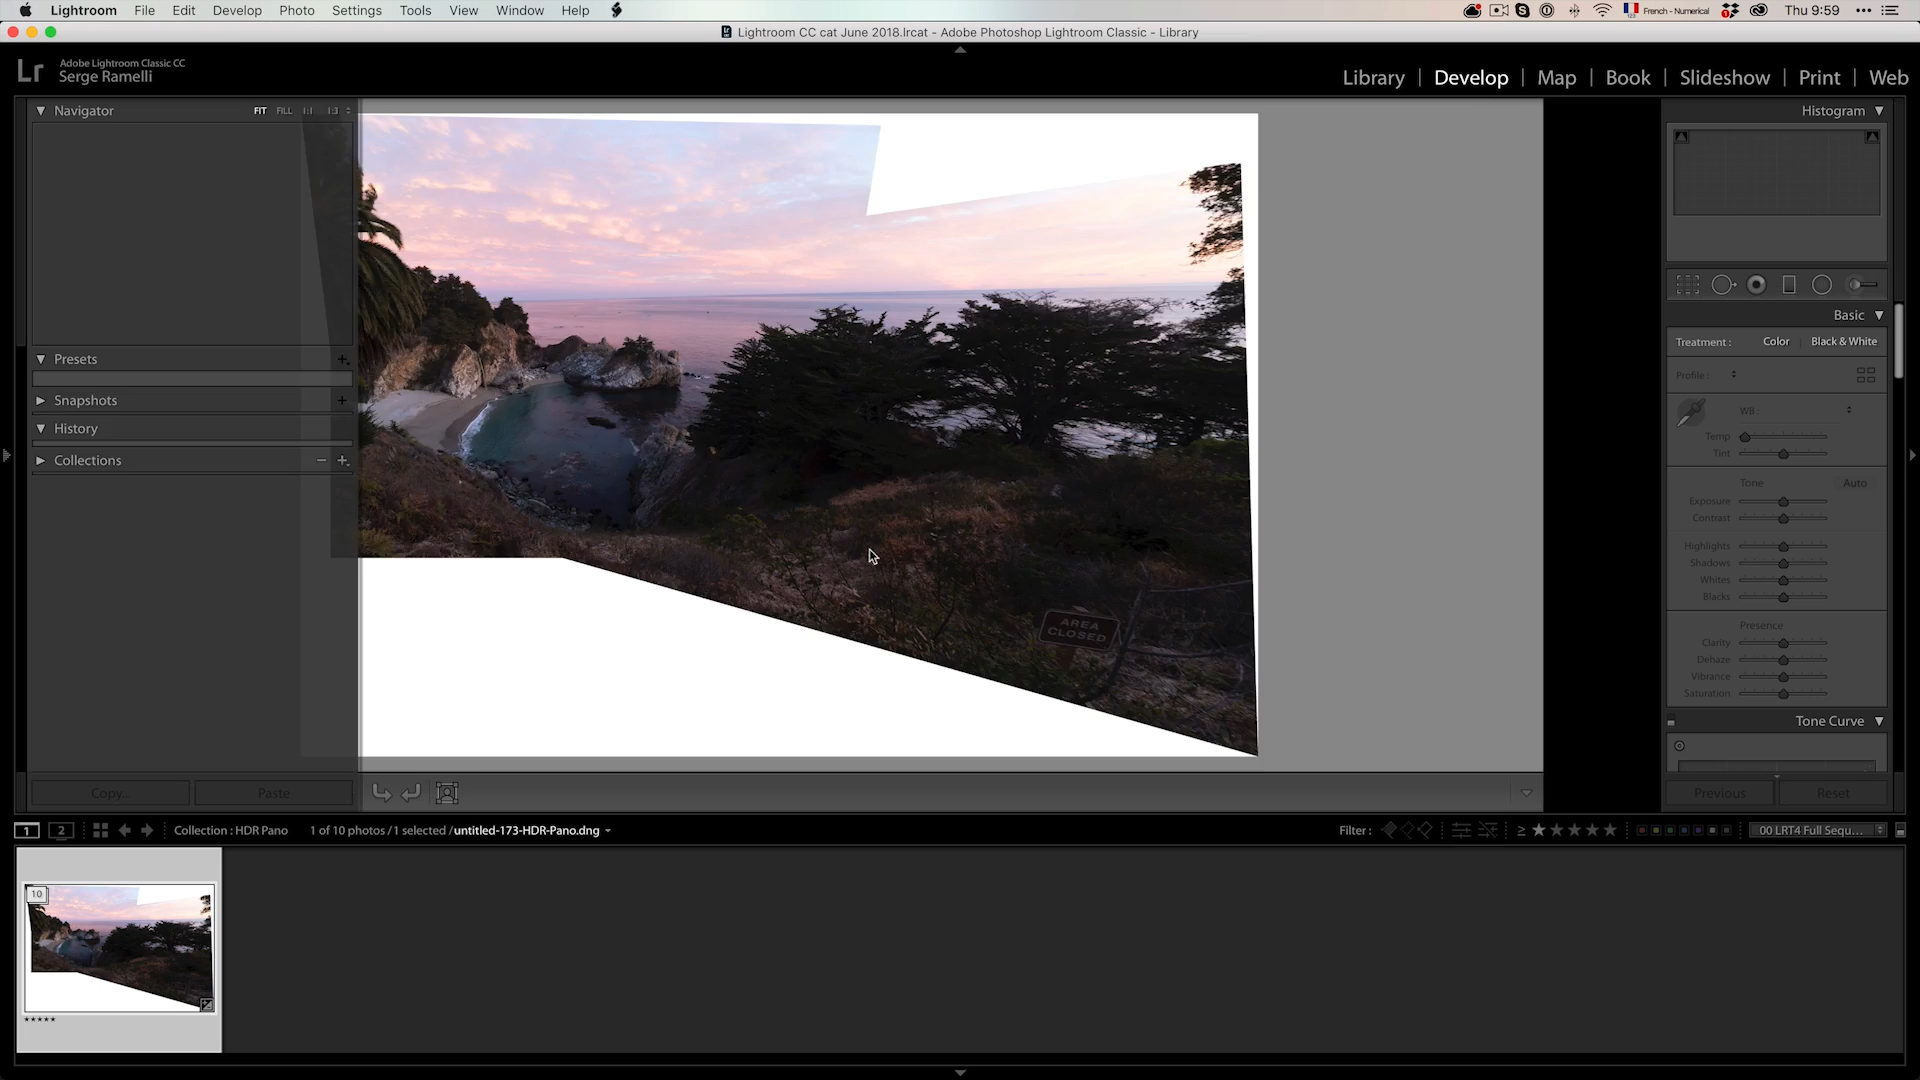 Lightroom File Edit Develop Photo Settings Tools View Window Help French - Numerical Thu 9:59
Lightroom CC cat June 2018.lrcat - Adobe Photoshop Lightroom Classic - Library
Lr Adobe Lightroom Classic CC
Serge Ramelli
Library | Develop | Map | Book | Slideshow | Print | Web
Navigator FIT FILL 1:1
Histogram
Basic
Treatment : Color Black & White
Profile :
WB :
Temp
Tint
Tone Auto
Exposure
Contrast
Highlights
Shadows
Whites
Blacks
Presence
Clarity
Dehaze
Vibrance
Saturation
Tone Curve
Presets
Snapshots
History
Collections
AREA
CLOSED
Copy... Paste
Previous Reset
1 2 Collection : HDR Pano 1 of 10 photos / 1 selected / untitled-173-HDR-Pano.dng
Filter : ≥ ★★★★★ 00 LRT4 Full Sequ...
10
★★★★★